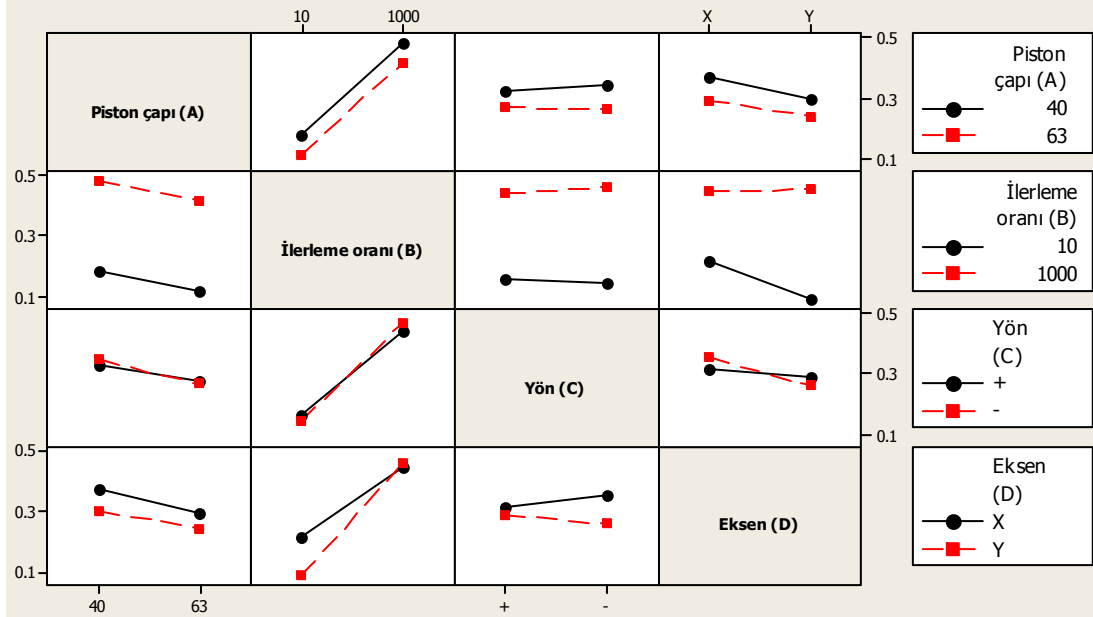 10 1000 X Y
Piston çapı (A)
0.5
0.3
0.1
Piston
çapı (A)
40
63
0.5
0.3
0.1
İlerleme oranı (B)
İlerleme
oranı (B)
10
1000
Yön (C)
0.5
0.3
0.1
Yön
(C)
+
-
0.5
0.3
0.1
Eksen (D)
Eksen
(D)
X
Y
40 63 + -